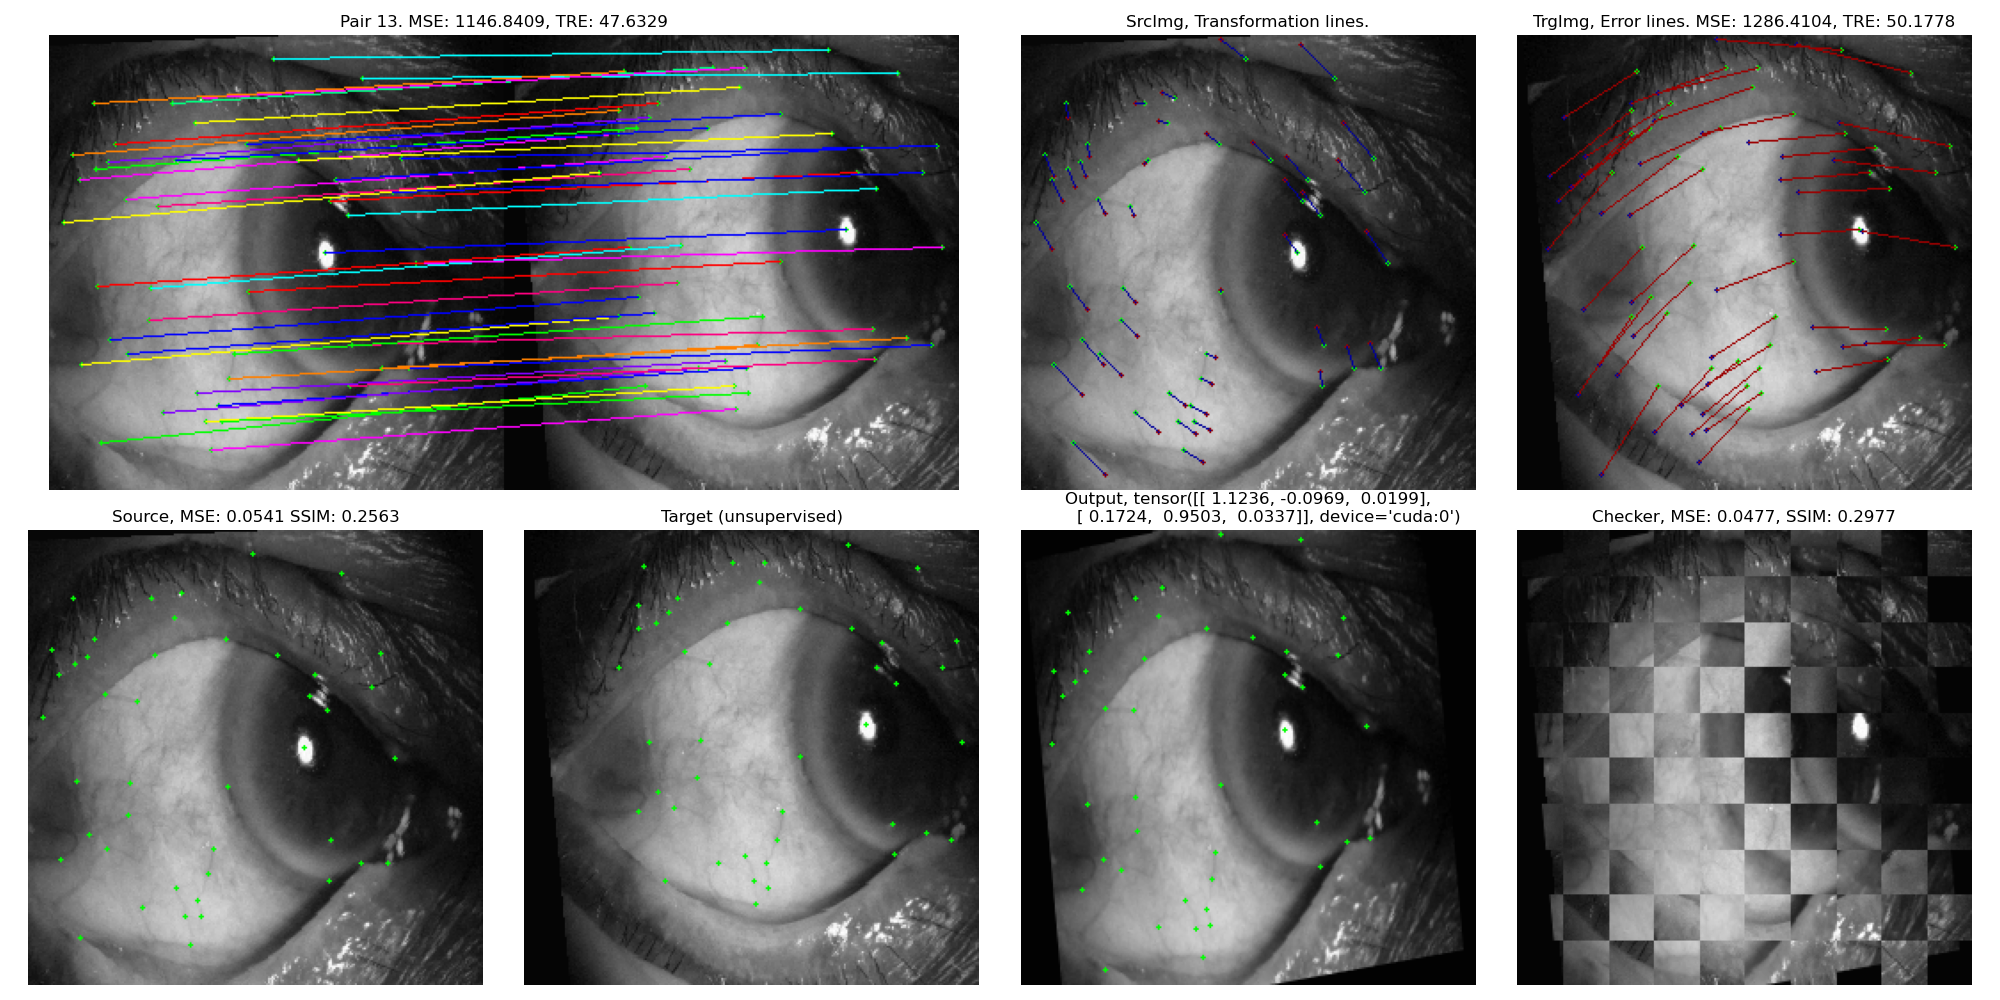 Pair 13. MSE: 1146.8409, TRE: 47.6329
SrcImg, Transformation lines.
TrgImg, Error lines. MSE: 1286.4104, TRE: 50.1778
Source, MSE: 0.0541 SSIM: 0.2563
Target (unsupervised)
Output, tensor([[ 1.1236, -0.0969,  0.0199],
[ 0.1724,  0.9503,  0.0337]], device='cuda:0')
Checker, MSE: 0.0477, SSIM: 0.2977